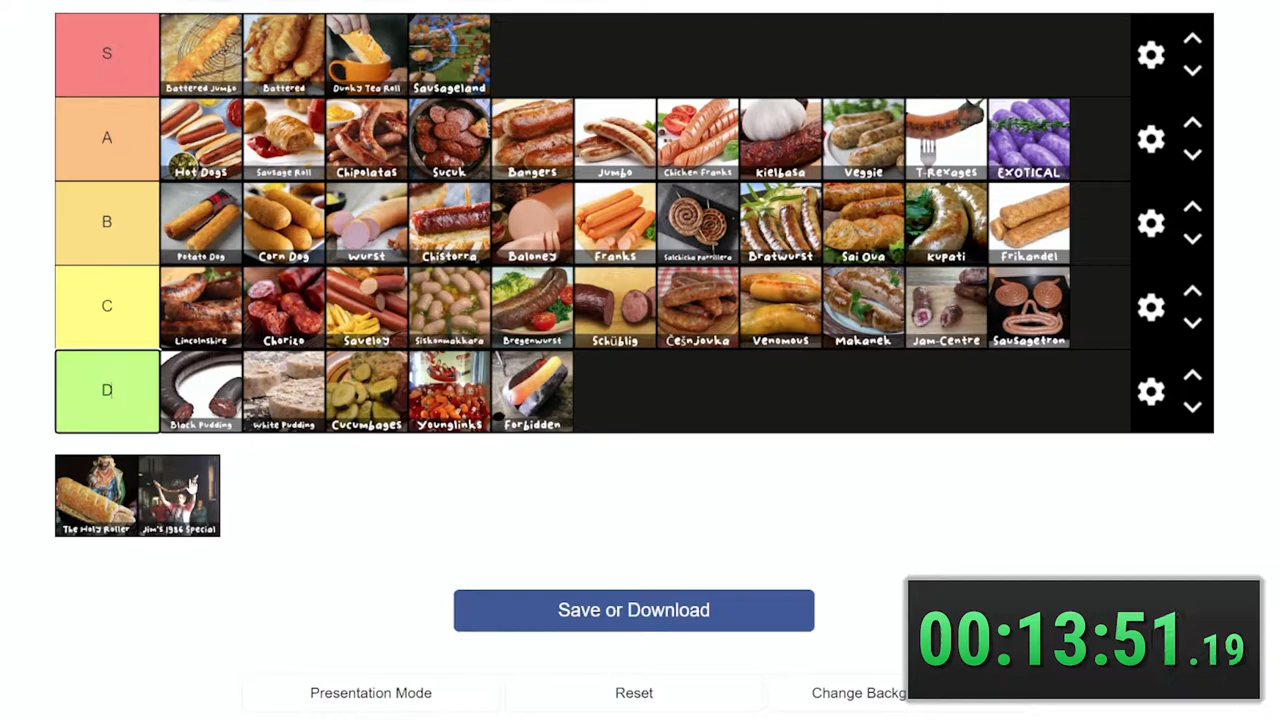 S
Battered Jumbo
Battered
Dunky Tea Roll
Sausageland
A
Hot Dogs
Sausage Roll
Chipolatas
Sucuk
Bangers
Jumbo
Chicken Franks
Kielbasa
Veggie
T-Rexages
EXOTICAL
B
Potato Dog
Corn Dog
Wurst
Chistorra
Baloney
Franks
Salchicha Parrillera
Bratwurst
Sai Oua
Kupati
Frikandel
C
Lincolnshire
Chorizo
Saveloy
Siskonmakkara
Bregenwurst
Schüblig
Češnjovka
Venomous
Makanek
Jam-Centre
Sausagetron
D
Black Pudding
White Pudding
Cucumbages
Younglinks
Forbidden
The Holy Roller
Jim's 1986 Special
Save or Download
00:13:51.19
Presentation Mode
Reset
Change Backg